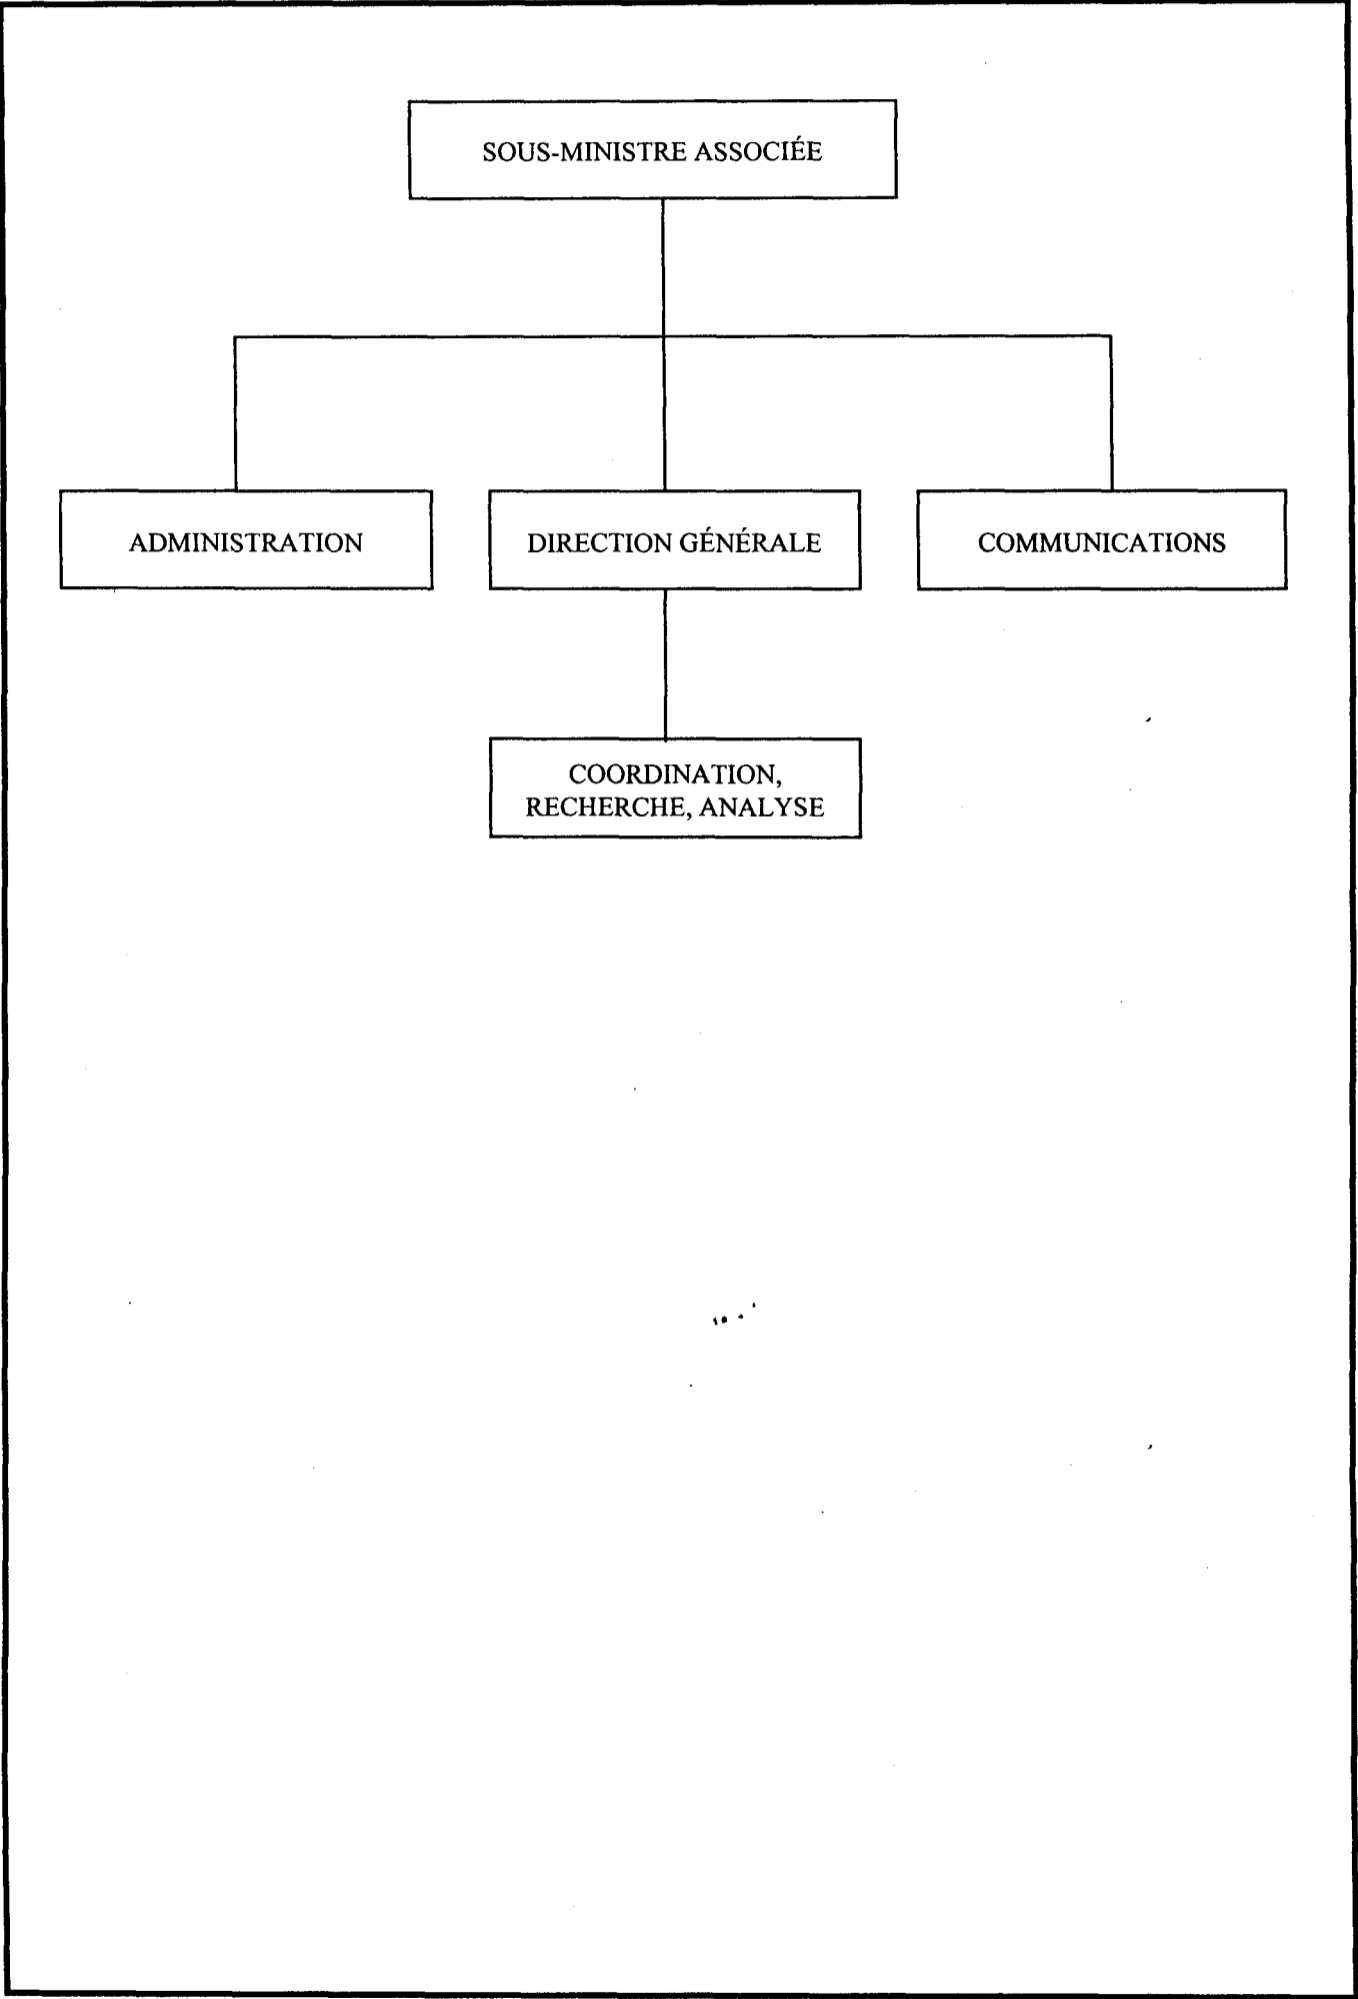 SOUS-MINISTRE ASSOCIÉE
ADMINISTRATION
DIRECTION GÉNÉRALE
COMMUNICATIONS
COORDINATION,
RECHERCHE, ANALYSE